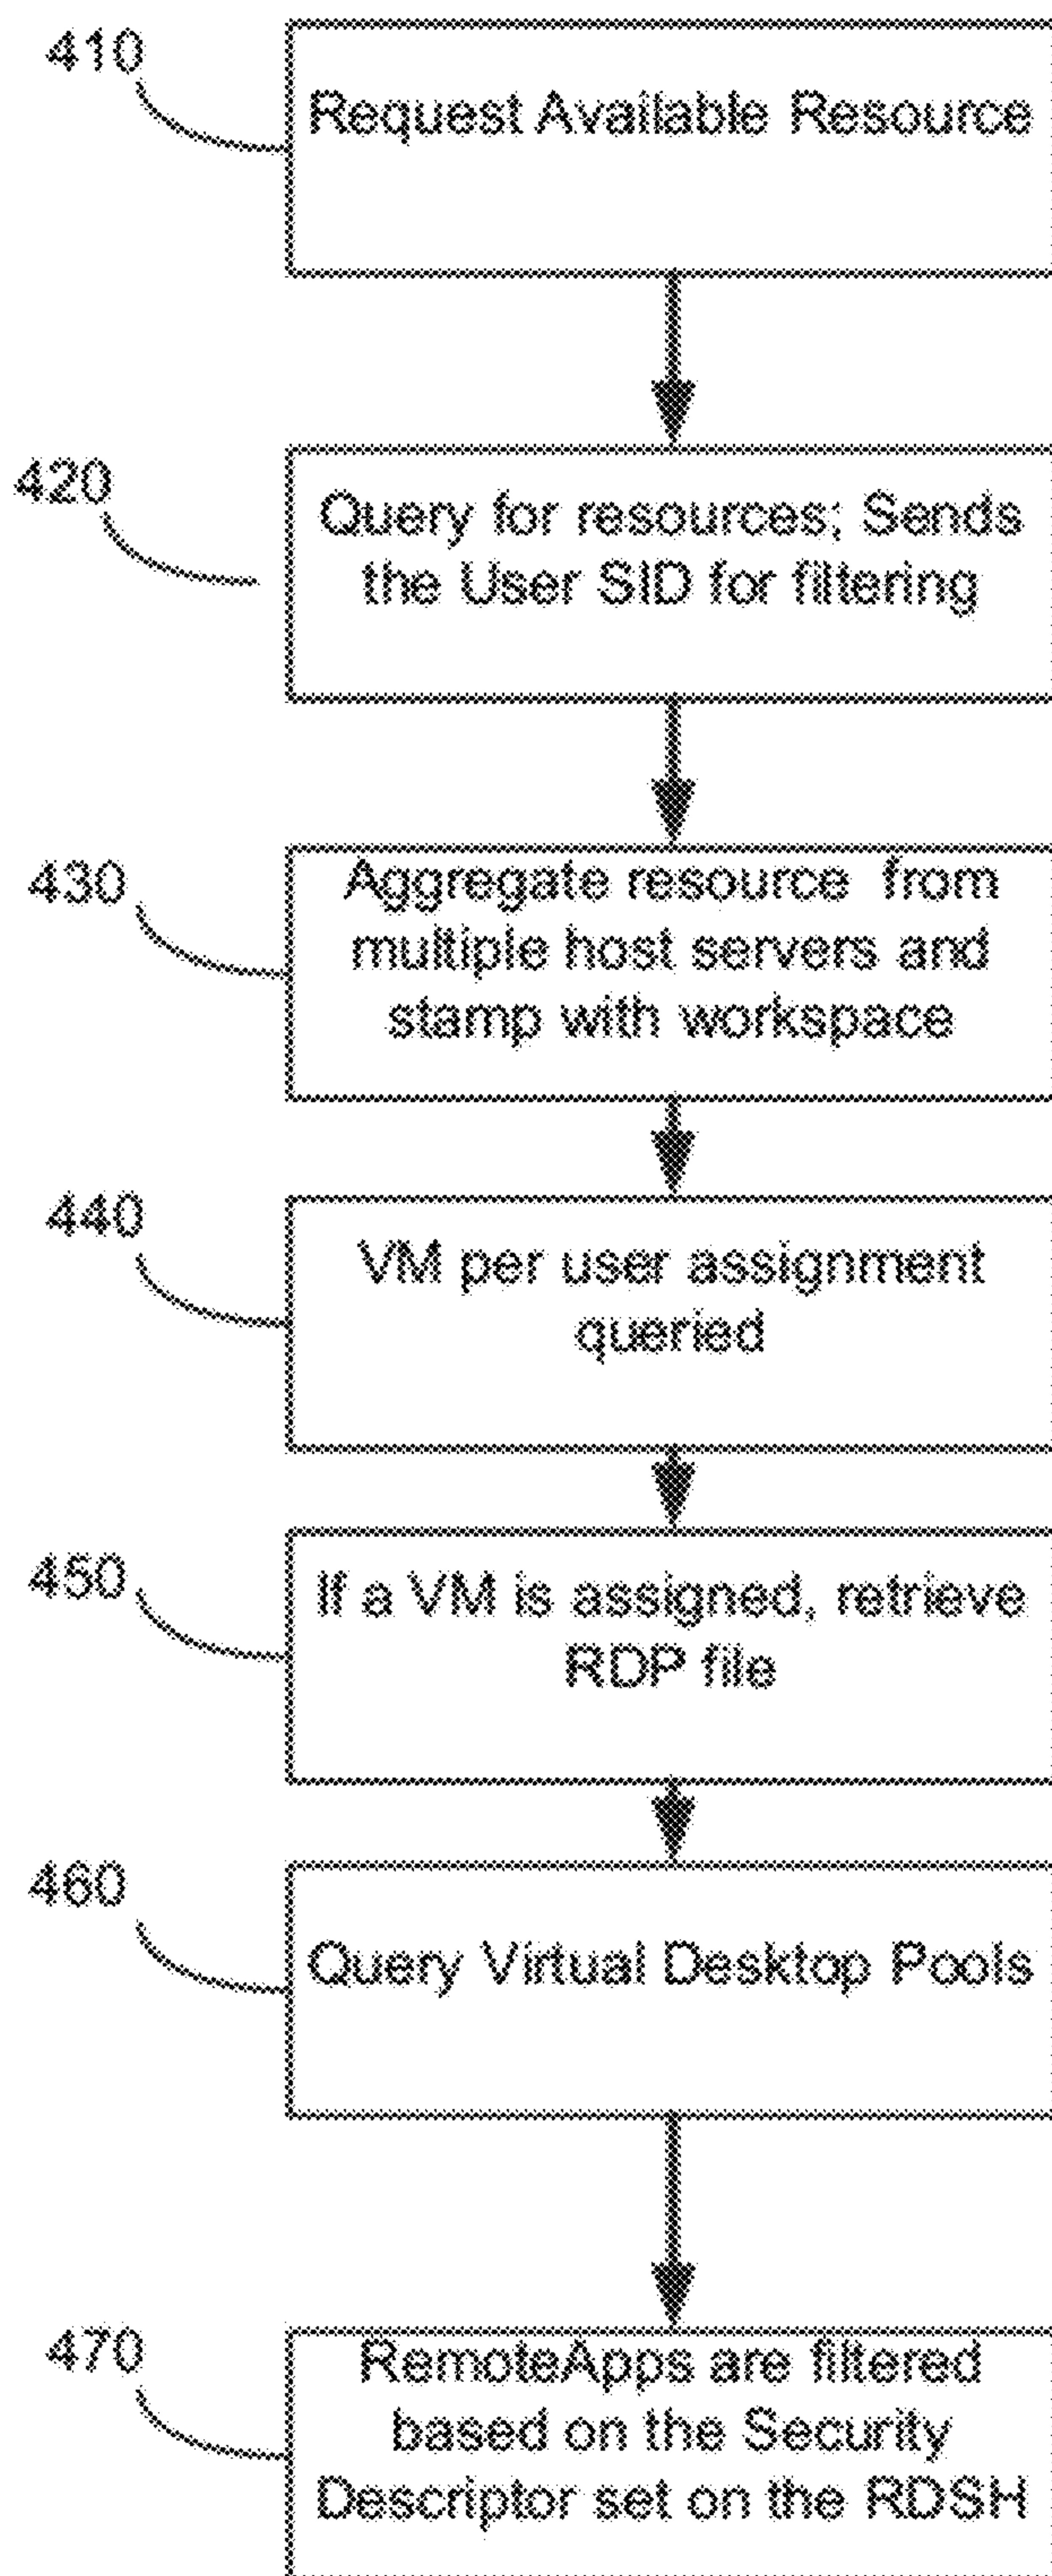 410
Request Available Resource
420
Query for resources; Sends
the User SID for filtering
430
Aggregate resource from
multiple host servers and
stamp with workspace
440
VM per user assignment
queried
450
If a VM is assigned, retrieve
RDP file
460
Query Virtual Desktop Pools
470
RemoteApps are filtered
based on the Security
Descriptor set on the RDSH